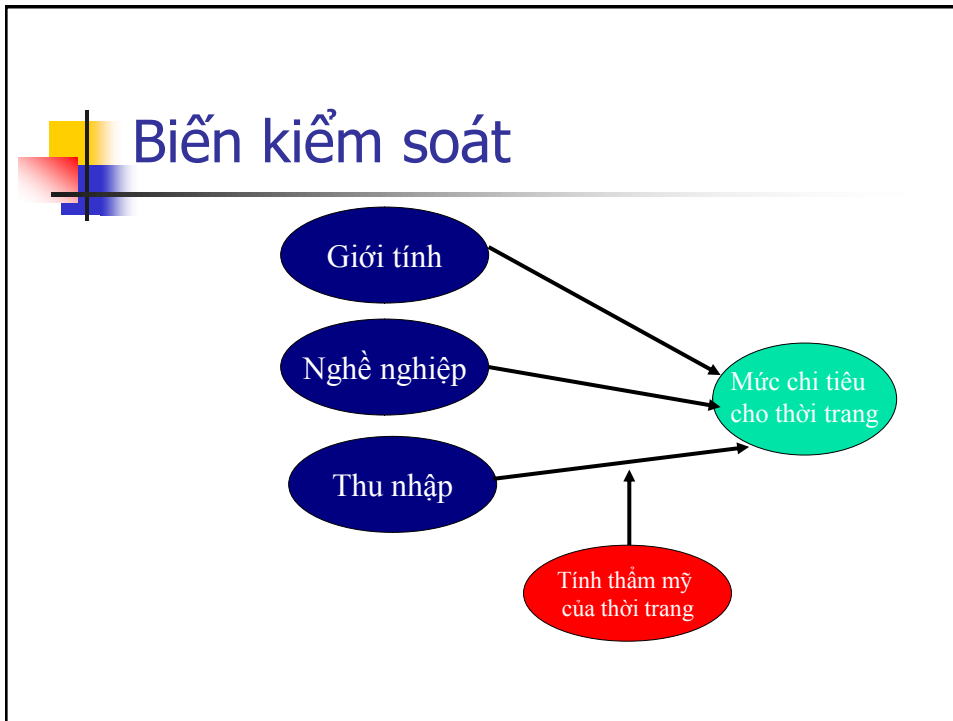 Biến kiểm soát
Giới tính
Nghề nghiệp
Mức chi tiêu
cho thời trang
Thu nhập
Tính thẩm mỹ
của thời trang